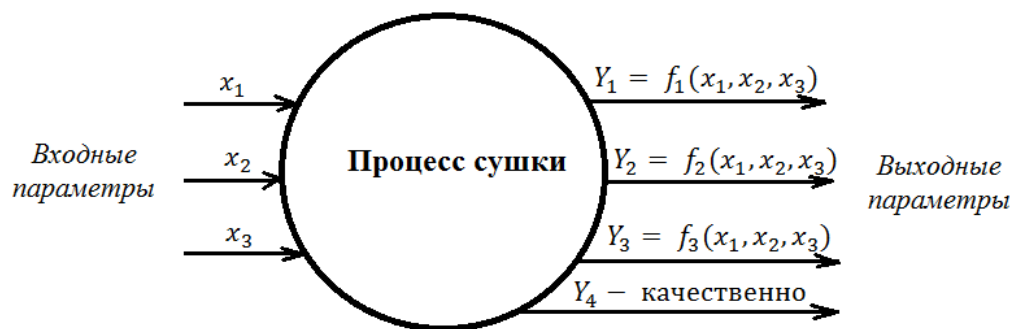 x₁
x₂
x₃
Входные
параметры
Процесс сушки
Y₁ = f₁(x₁, x₂, x₃)
Y₂ = f₂(x₁, x₂, x₃)
Y₃ = f₃(x₁, x₂, x₃)
Y₄ − качественно
Выходные
параметры